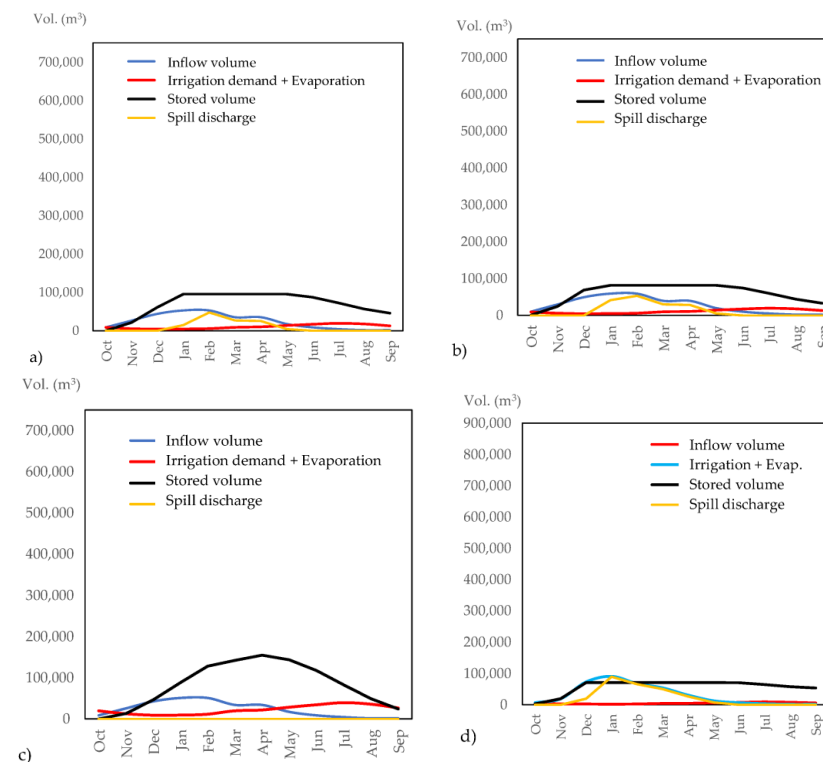 Vol. (m³)
700,000
600,000
500,000
400,000
300,000
200,000
100,000
0
Inflow volume
Irrigation demand + Evaporation
Stored volume
Spill discharge
Oct Nov Dec Jan Feb Mar Apr May Jun Jul Aug Sep
a)
Vol. (m³)
700,000
600,000
500,000
400,000
300,000
200,000
100,000
0
Inflow volume
Irrigation demand + Evaporation
Stored volume
Spill discharge
Oct Nov Dec Jan Feb Mar Apr May Jun Jul Aug Sep
b)
Vol. (m³)
700,000
600,000
500,000
400,000
300,000
200,000
100,000
0
Inflow volume
Irrigation demand + Evaporation
Stored volume
Spill discharge
Oct Nov Dec Jan Feb Mar Apr May Jun Jul Aug Sep
c)
Vol. (m³)
900,000
800,000
700,000
600,000
500,000
400,000
300,000
200,000
100,000
0
Inflow volume
Irrigation + Evap.
Stored volume
Spill discharge
Oct Nov Dec Jan Feb Mar Apr May Jun Jul Aug Sep
d)